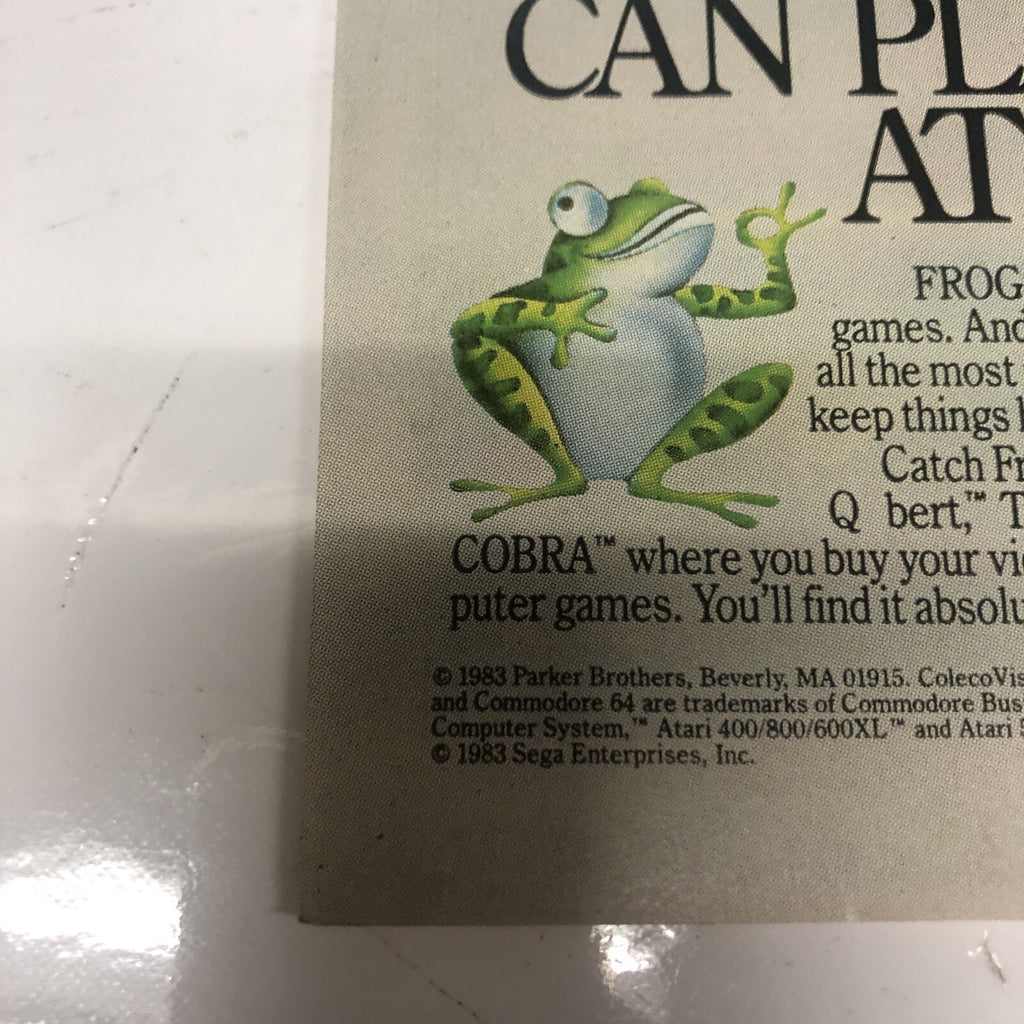 CAN PL
AT
FROG
games. And
all the most
keep things
Catch Fr
Q bert,™ T
COBRA™ where you buy your vi
puter games. You'll find it absolu
© 1983 Parker Brothers, Beverly, MA 01915. ColecoVis
and Commodore 64 are trademarks of Commodore Bus
Computer System,™ Atari 400/800/600XL™ and Atari 5
© 1983 Sega Enterprises, Inc.